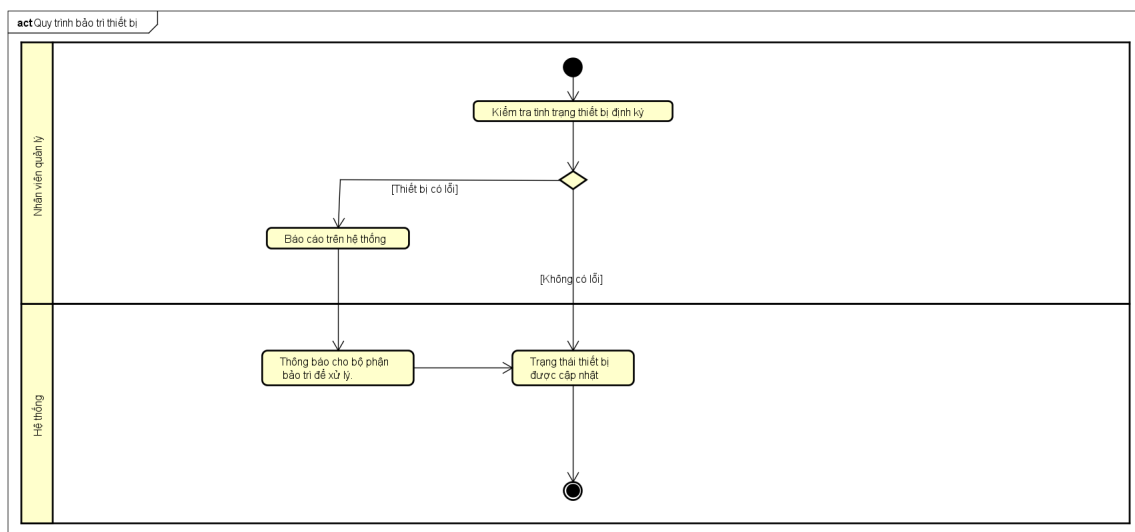 act Quy trình bảo trì thiết bị
Nhân viên quản lý
Kiểm tra tình trạng thiết bị định kỳ
[Thiết bị có lỗi]
Báo cáo trên hệ thống
[Không có lỗi]
Hệ thống
Thông báo cho bộ phận
bảo trì để xử lý.
Trạng thái thiết bị
được cập nhật